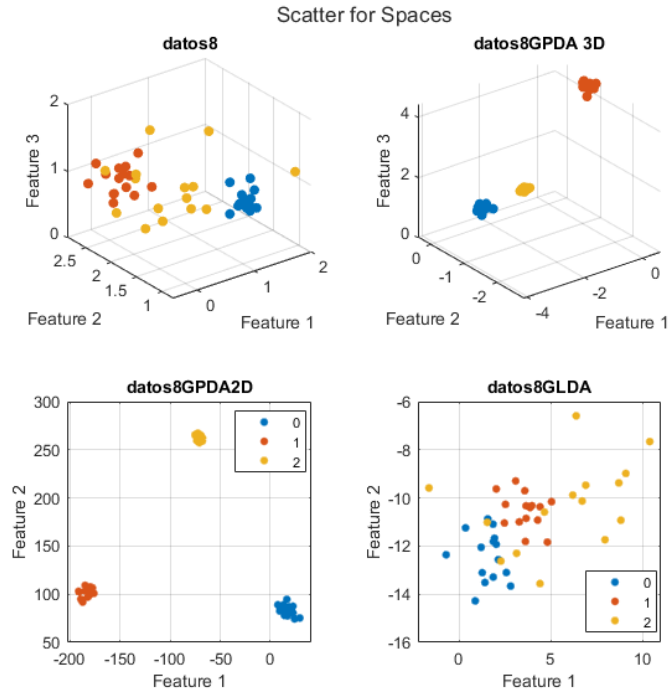 Scatter for Spaces
datos8
2
1
0
Feature 3
2.5
2
1.5
1
Feature 2
0
1
2
Feature 1
datos8GPDA 3D
4
2
0
Feature 3
0
-1
-2
Feature 2
-4
-2
0
Feature 1
datos8GPDA2D
300
250
200
150
100
50
Feature 2
-200 -150 -100 -50 0
Feature 1
0
1
2
datos8GLDA
-6
-8
-10
-12
-14
-16
Feature 2
0 5 10
Feature 1
0
1
2